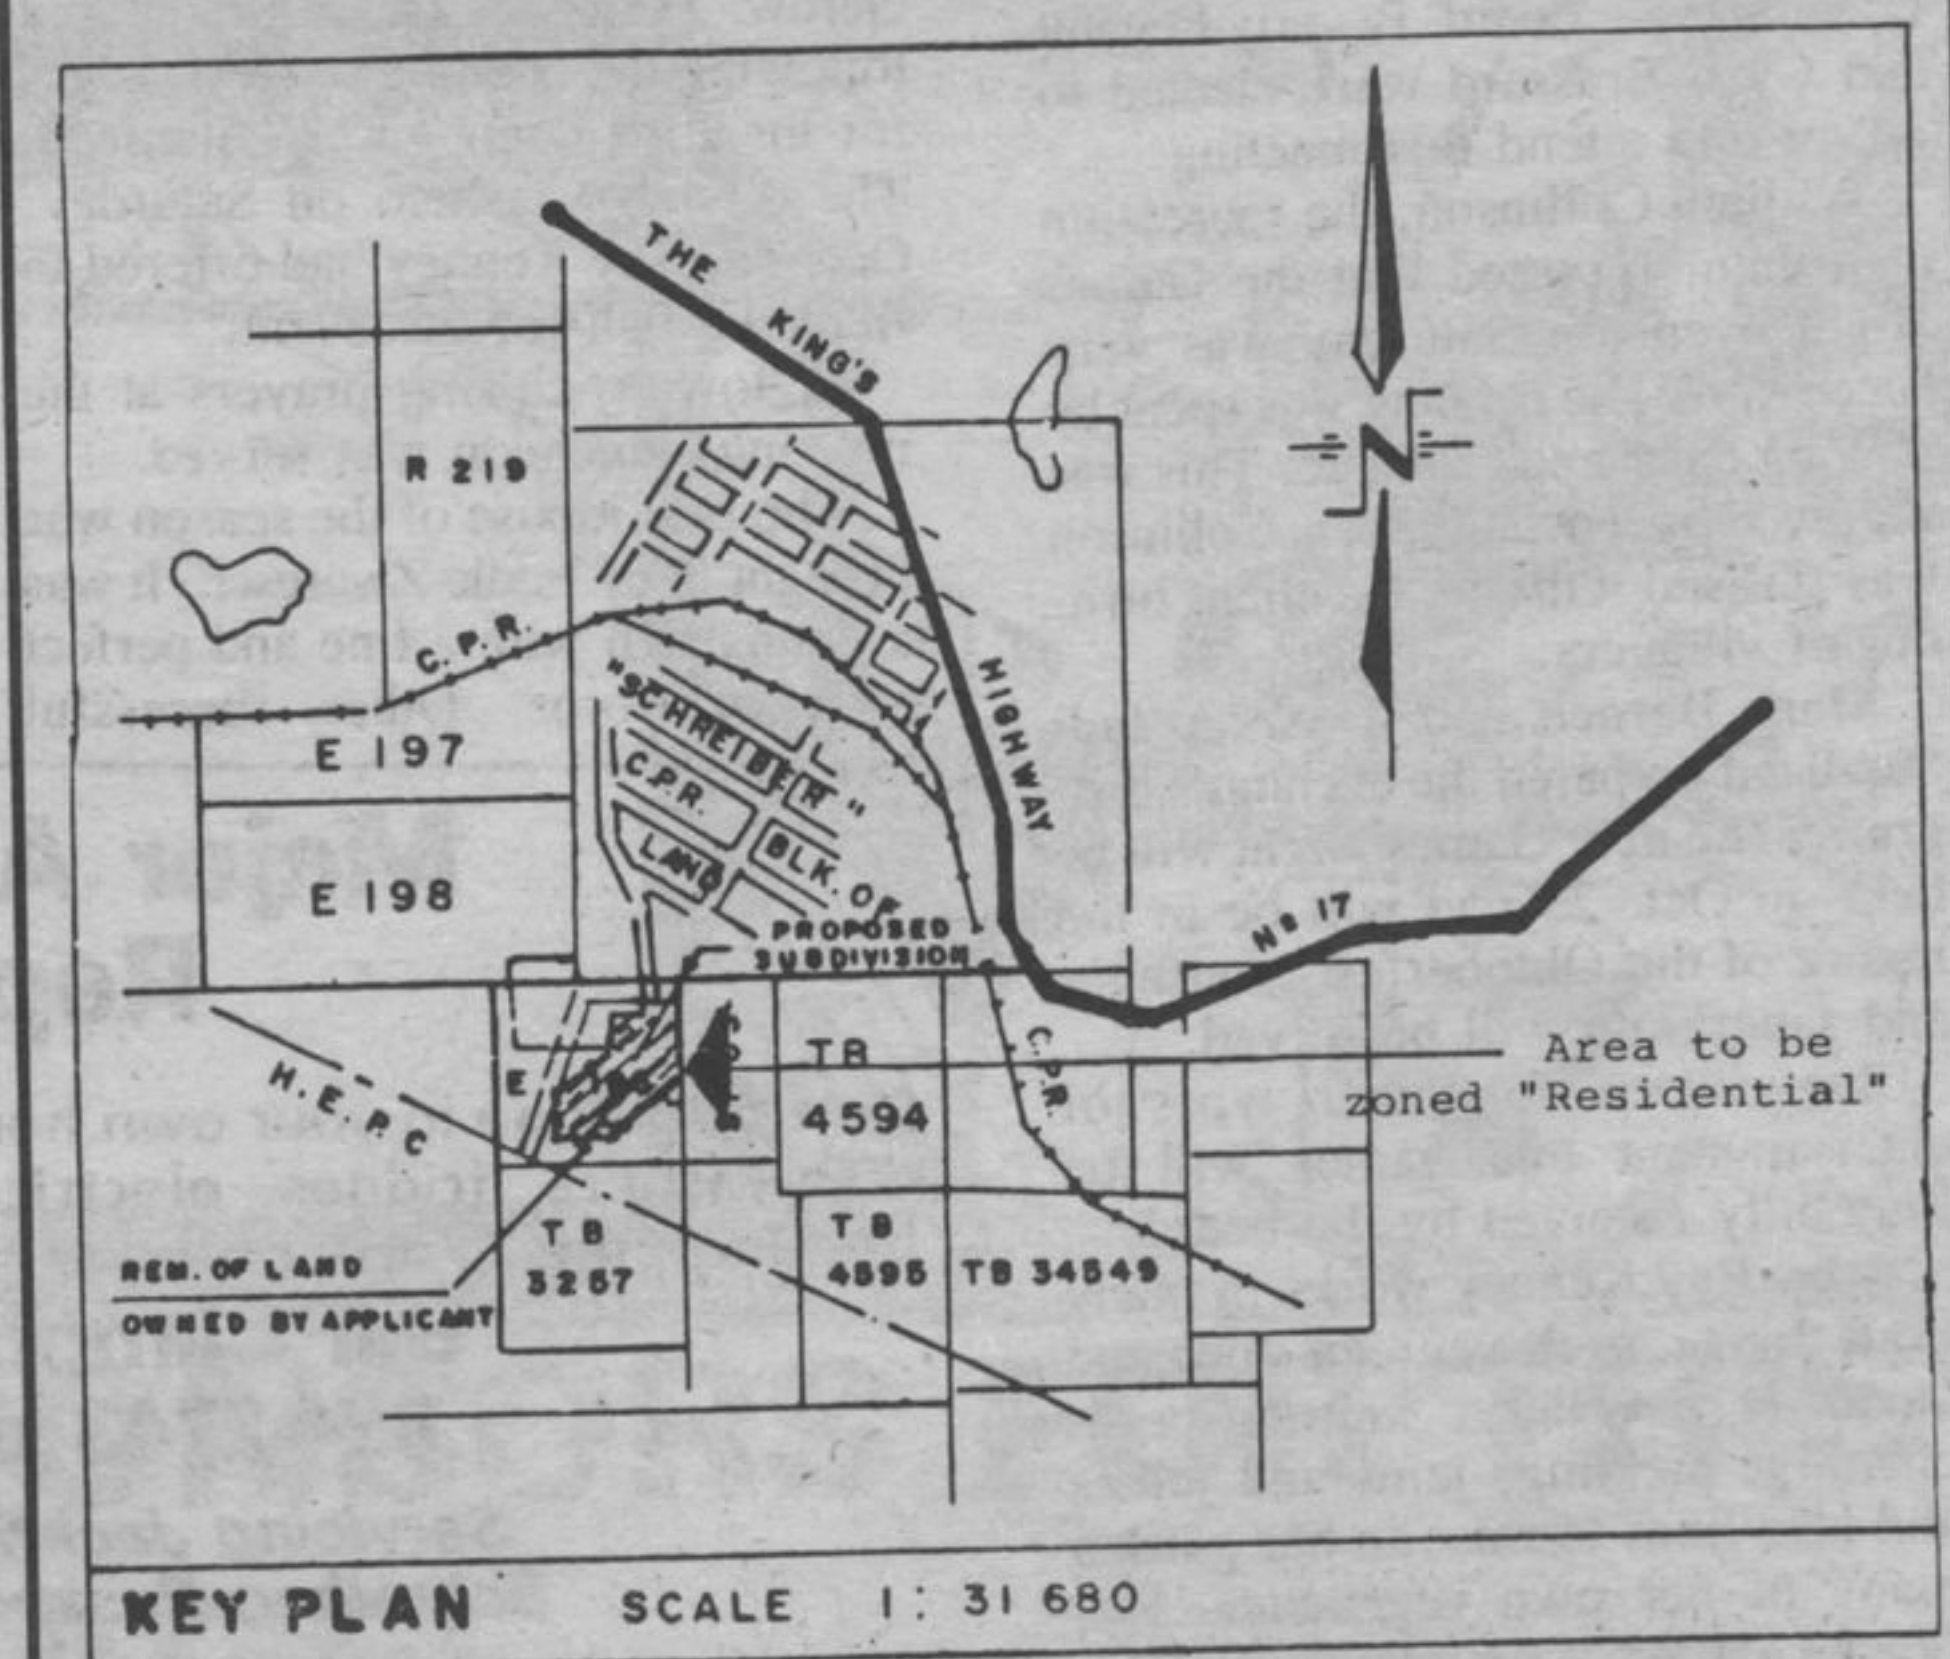 THE KING'S HIGHWAY
N
R 219
C.P.R.
"SCHREIBER"
E 197
C.P.R.
BLK. OF
LAND
E 198
No 17
PROPOSED
SUBDIVISION
H.E.P.C
E
TB
4594
C.P.R.
Area to be
zoned "Residential"
REM. OF LAND
OWNED BY APPLICANT
TB
3257
TB
4595
TB 34549
KEY PLAN SCALE 1 : 31 680